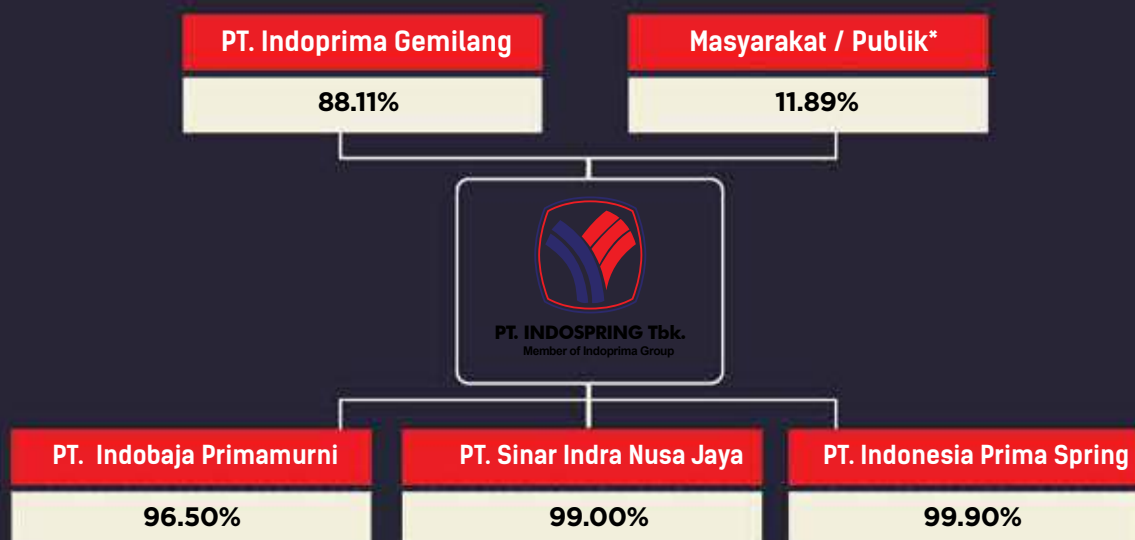 PT. Indoprima Gemilang
Masyarakat / Publik*
88.11%
11.89%
PT. INDOSPRING Tbk.
Member of Indoprima Group
PT. Indobaja Primamurni
PT. Sinar Indra Nusa Jaya
PT. Indonesia Prima Spring
96.50%
99.00%
99.90%